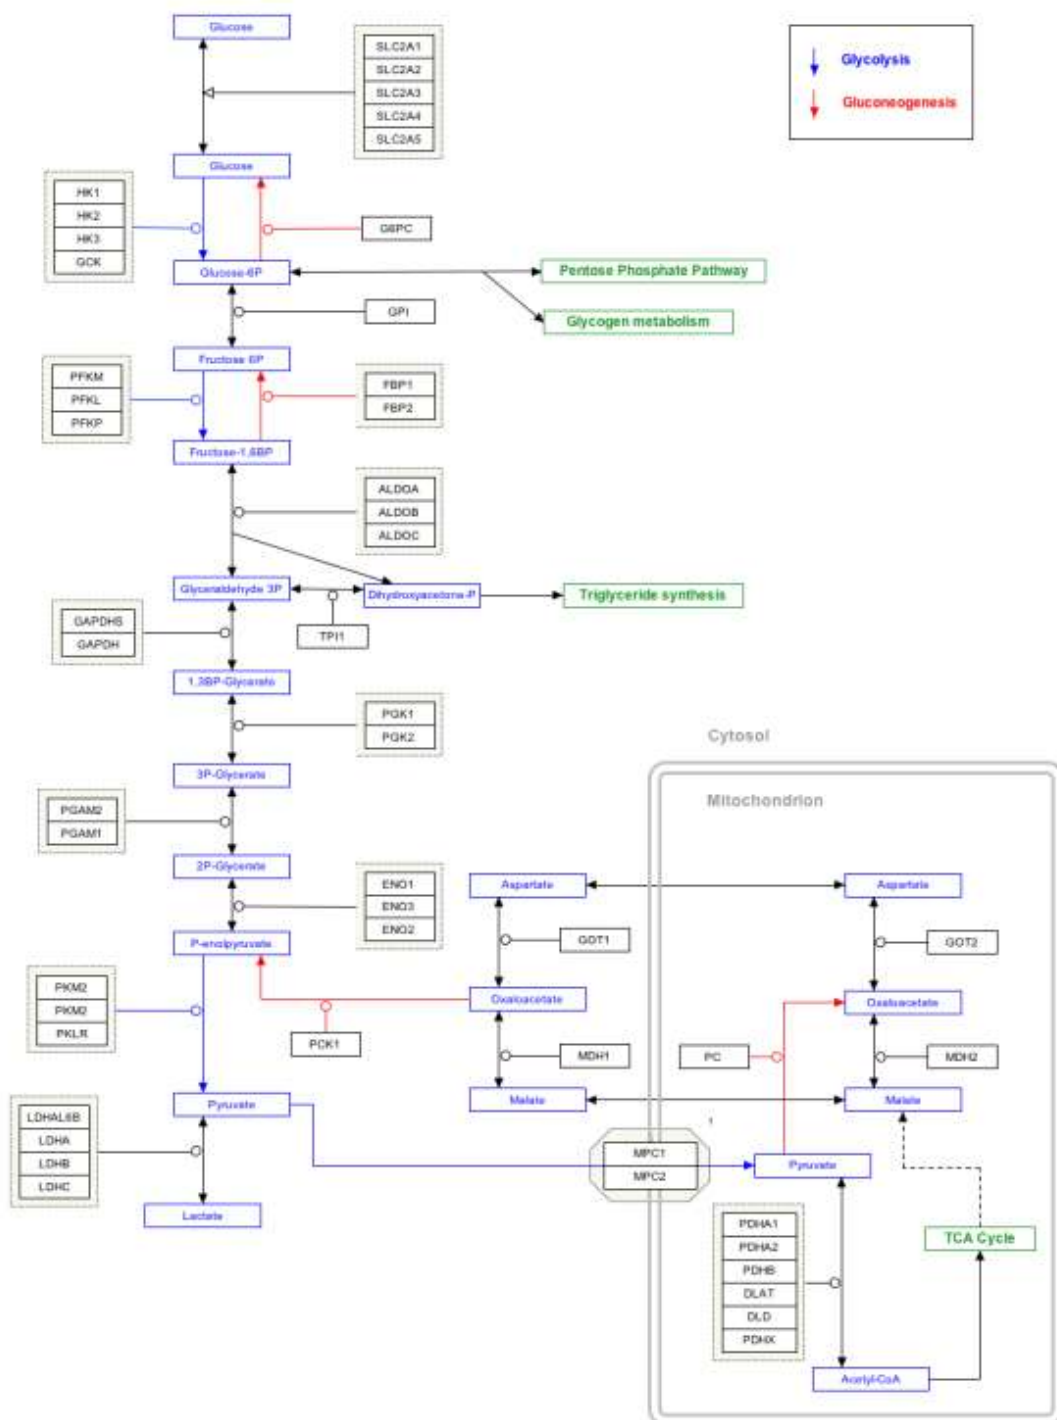 Glucose
SLC2A1
SLC2A2
SLC2A3
SLC2A4
SLC2A5
Glycolysis
Gluconeogenesis
Glucose
HK1
HK2
HK3
GCK
G6PC
Glucose-6P
Pentose Phosphate Pathway
GPI
Glycogen metabolism
Fructose 6P
PFKM
PFKL
PFKP
FBP1
FBP2
Fructose-1,6BP
ALDOA
ALDOB
ALDOC
Glyceraldehyde 3P
Dihydroxyacetone-P
Triglyceride synthesis
GAPDHS
GAPDH
TPI1
1,3BP-Glycerate
PGK1
PGK2
Cytosol
3P-Glycerate
Mitochondrion
PGAM2
PGAM1
2P-Glycerate
ENO1
ENO3
ENO2
Aspartate
Aspartate
P-enolpyruvate
GOT1
GOT2
PKM2
PKM2
PKLR
Oxaloacetate
Oxaloacetate
PCK1
MDH1
PC
MDH2
Pyruvate
Malate
Malate
1
LDHAL6B
LDHA
LDHB
LDHC
MPC1
MPC2
Pyruvate
Lactate
PDHA1
PDHA2
PDHB
DLAT
DLD
PDHX
TCA Cycle
Acetyl-CoA